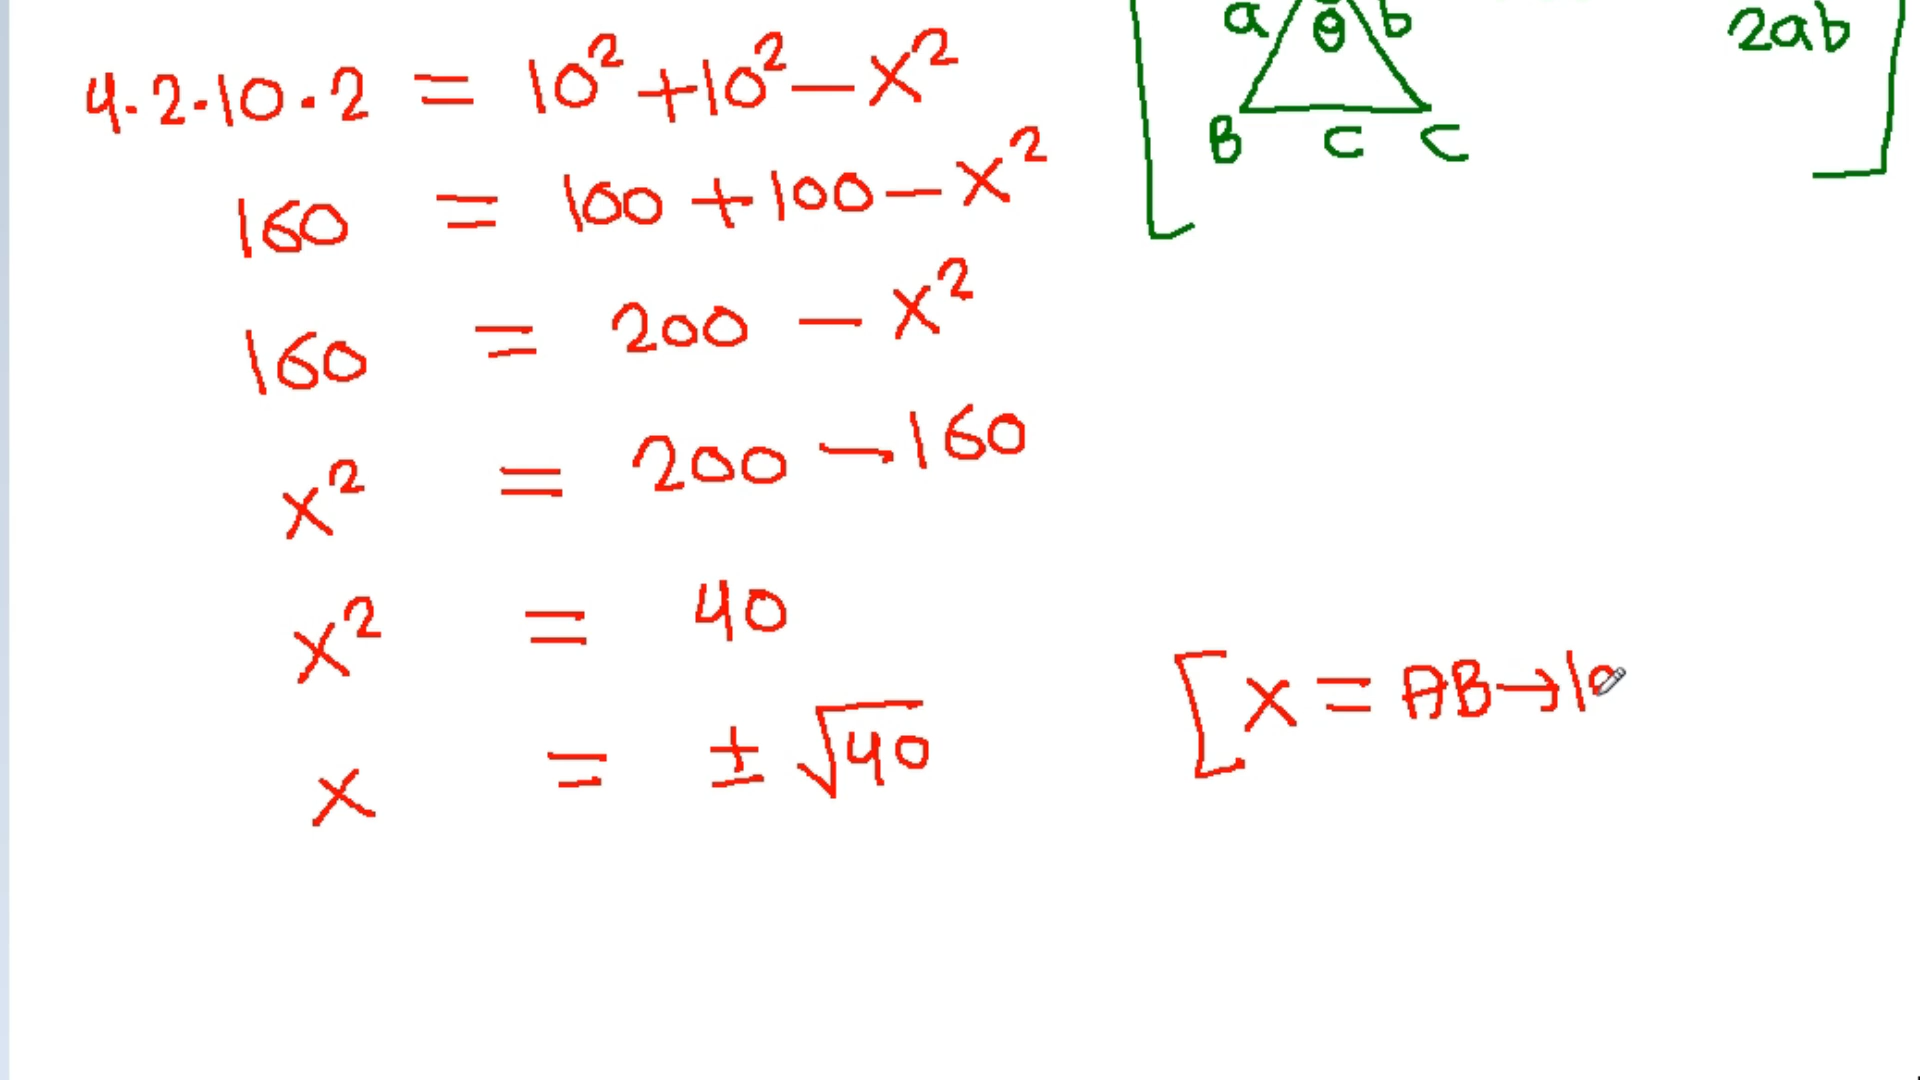 4.2.10.2 = 10² + 10² – x²
160 = 100 + 100 – x²
160 = 200 – x²
x² = 200 – 160
x² = 40
x = ± √40
a θ b
B C C
2ab
[x = AB → 10